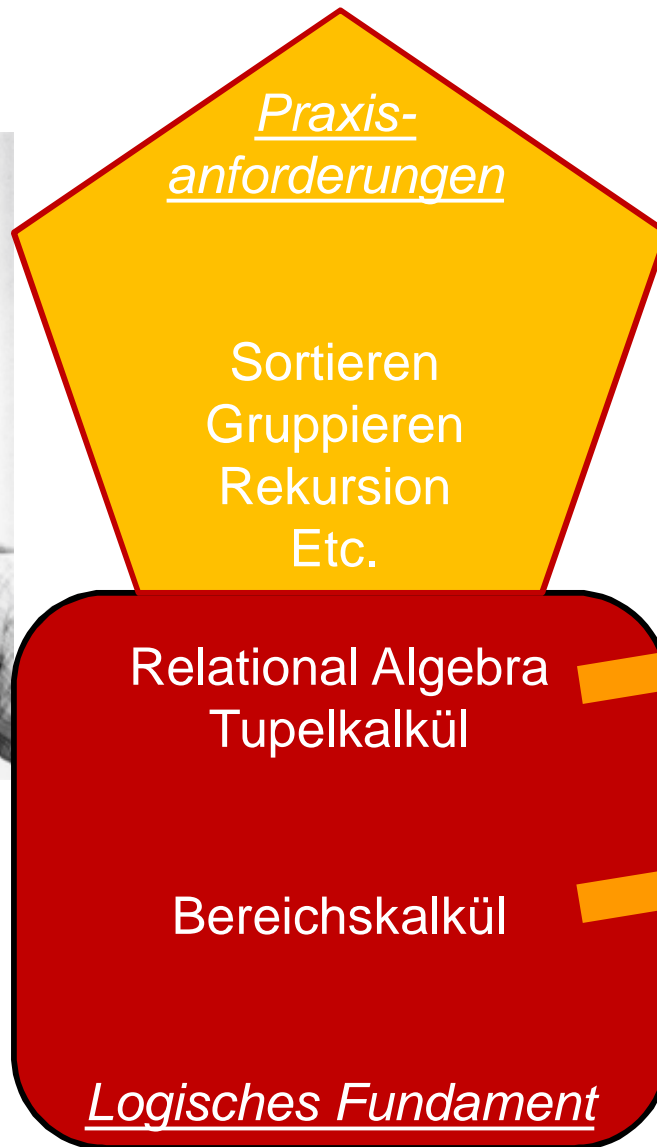 Praxis-
anforderungen
Sortieren
Gruppieren
Rekursion
Etc.
Relational Algebra
Tupelkalkül
Bereichskalkül
Logisches Fundament